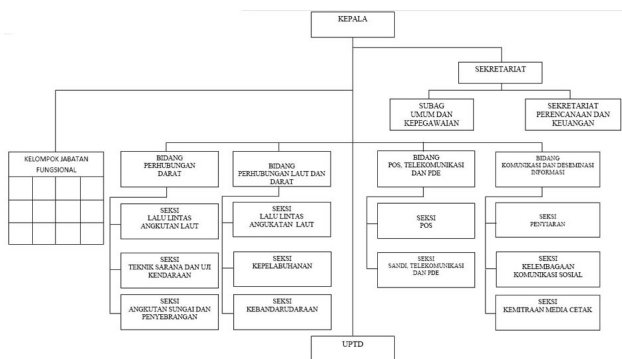 KEPALA
SEKRETARIAT
SUBAG
UMUM DAN
KEPEGAWAIAN
SEKRETARIAT
PERENCANAAN DAN
KEUANGAN
KELOMPOK JABATAN
FUNGSIONAL
BIDANG
PERHUBUNGAN
DARAT
BIDANG
PERHUBUNGAN LAUT DAN
DARAT
BIDANG
POS, TELEKOMUNIKASI
DAN PDE
BIDANG
KOMUNIKASI DAN DESEMINASI
INFORMASI
SEKSI
LALU LINTAS
ANGKUTAN LAUT
SEKSI
LALU LINTAS
ANGUKATAN LAUT
SEKSI
POS
SEKSI
PENYIARAN
SEKSI
TEKNIK SARANA DAN UJI
KENDARAAN
SEKSI
KEPELABUHANAN
SEKSI
SANDI, TELEKOMUNIKASI
DAN PDE
SEKSI
KELEMBAGAAN
KOMUNIKASI SOSIAL
SEKSI
ANGKUTAN SUNGAI DAN
PENYEBRANGAN
SEKSI
KEBANDARUDARAAN
SEKSI
KEMITRAAN MEDIA CETAK
UPTD